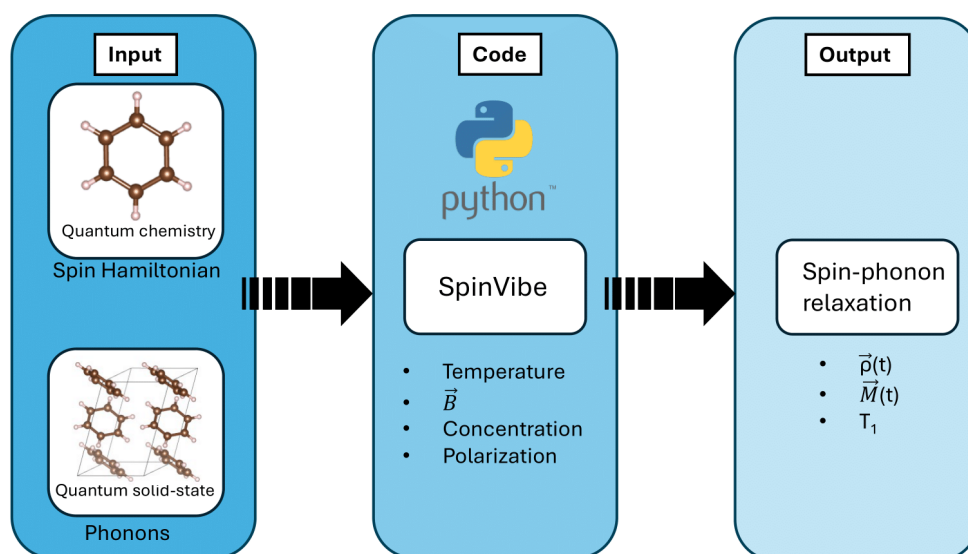 Input
Quantum chemistry
Spin Hamiltonian
Quantum solid-state
Phonons
Code
python™
SpinVibe
• Temperature
• B⃗
• Concentration
• Polarization
Output
Spin-phonon
relaxation
• ρ⃗(t)
• M⃗(t)
• T₁